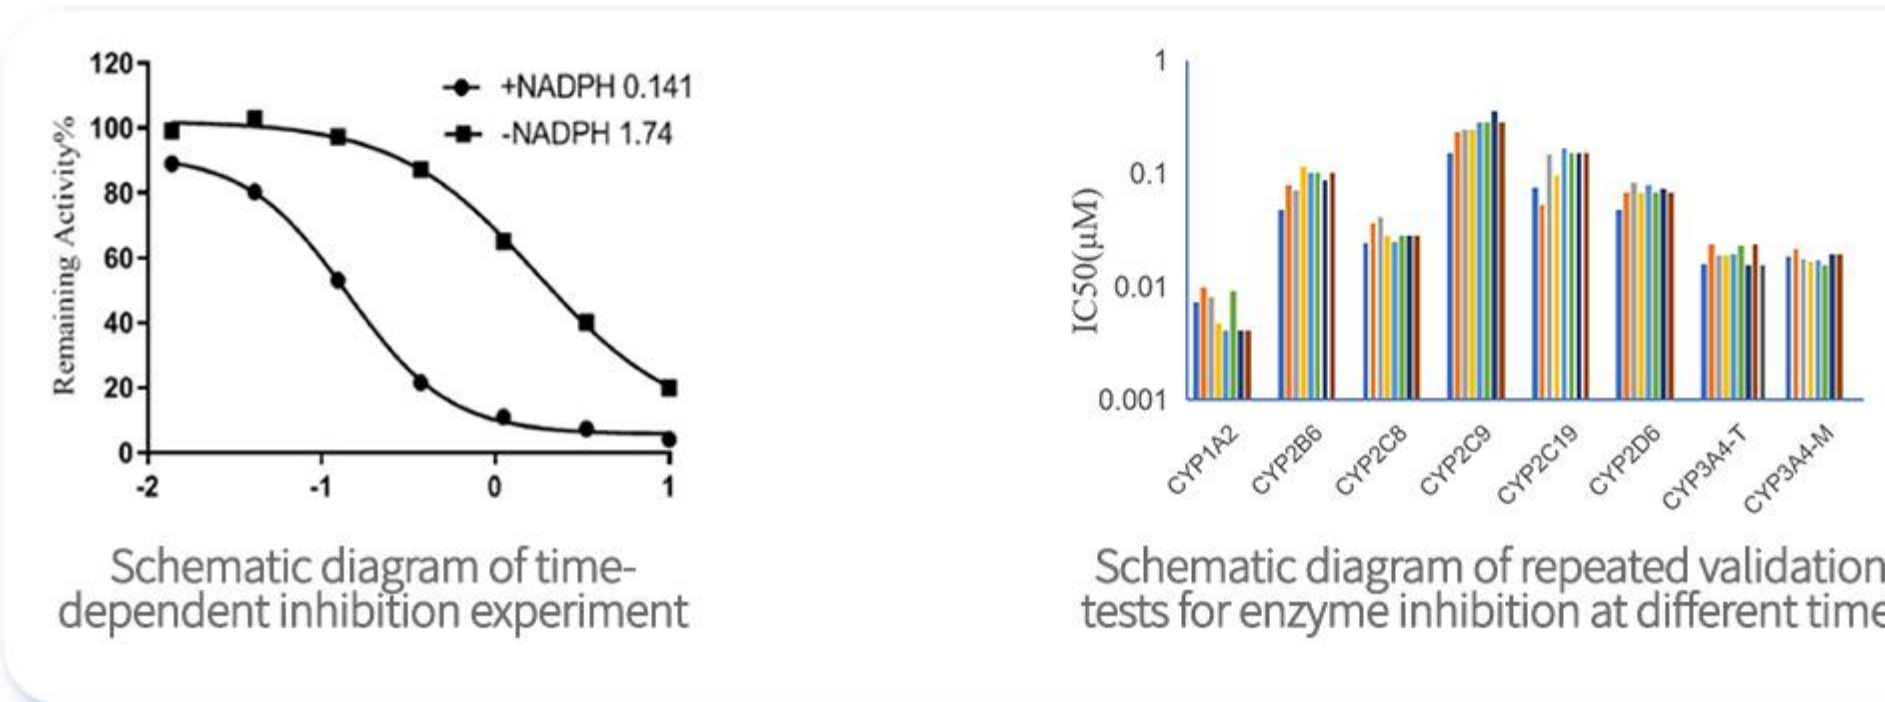 120
100
80
60
40
20
0
Remaining Activity%
+NADPH 0.141
-NADPH 1.74
-2 -1 0 1
Schematic diagram of time-
dependent inhibition experiment
1
0.1
0.01
0.001
IC50(μM)
CYP1A2
CYP2B6
CYP2C8
CYP2C9
CYP2C19
CYP2D6
CYP3A4-T
CYP3A4-M
Schematic diagram of repeated validation
tests for enzyme inhibition at different time